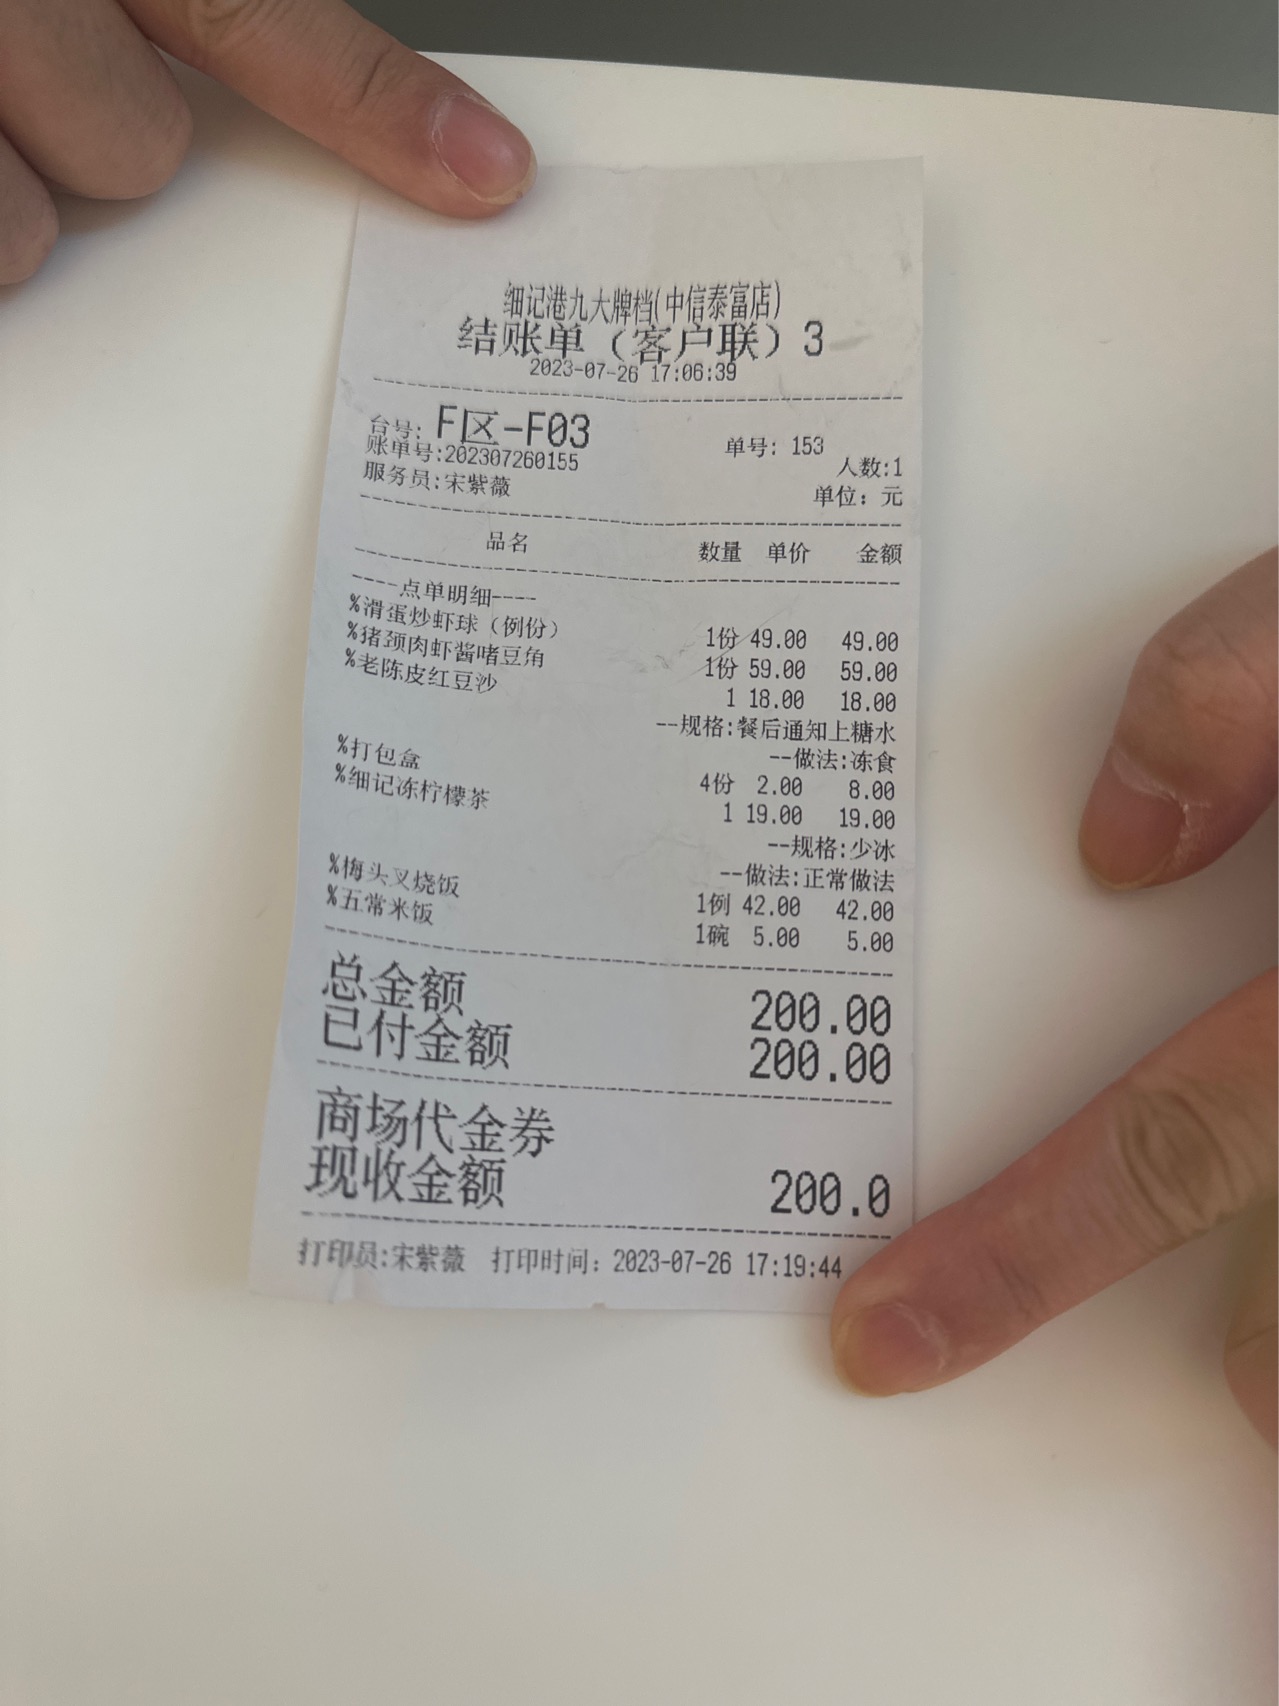 细记港九大牌档(中信泰富店)
结账单（客户联）3
2023-07-26 17:06:39
台号: F区-F03 单号: 153
账单号:202307260155 人数:1
服务员:宋紫薇 单位：元
品名 数量 单价 金额
----点单明细----
%滑蛋炒虾球（例份） 1份 49.00 49.00
%猪颈肉虾酱啫豆角 1份 59.00 59.00
%老陈皮红豆沙 1 18.00 18.00
--规格:餐后通知上糖水
--做法:冻食
%打包盒 4份 2.00 8.00
%细记冻柠檬茶 1 19.00 19.00
--规格:少冰
--做法:正常做法
%梅头叉烧饭 1例 42.00 42.00
%五常米饭 1碗 5.00 5.00
总金额 200.00
已付金额 200.00
商场代金券
现收金额 200.0
打印员:宋紫薇 打印时间：2023-07-26 17:19:44